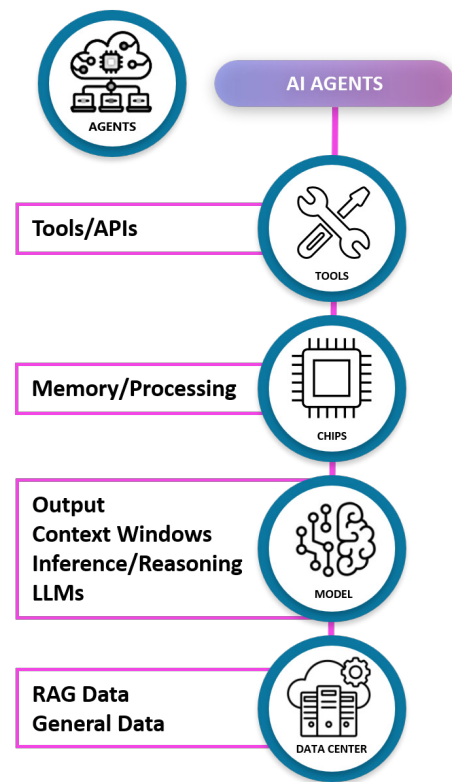 AGENTS
AI AGENTS
Tools/APIs
TOOLS
Memory/Processing
CHIPS
Output
Context Windows
Inference/Reasoning
LLMs
MODEL
RAG Data
General Data
DATA CENTER